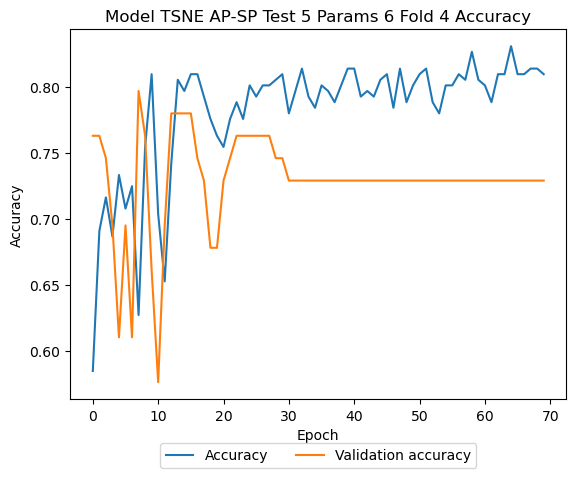 Model TSNE AP-SP Test 5 Params 6 Fold 4 Accuracy
0.80
0.75
0.70
0.65
0.60
Accuracy
0 10 20 30 40 50 60 70
Epoch
Accuracy Validation accuracy